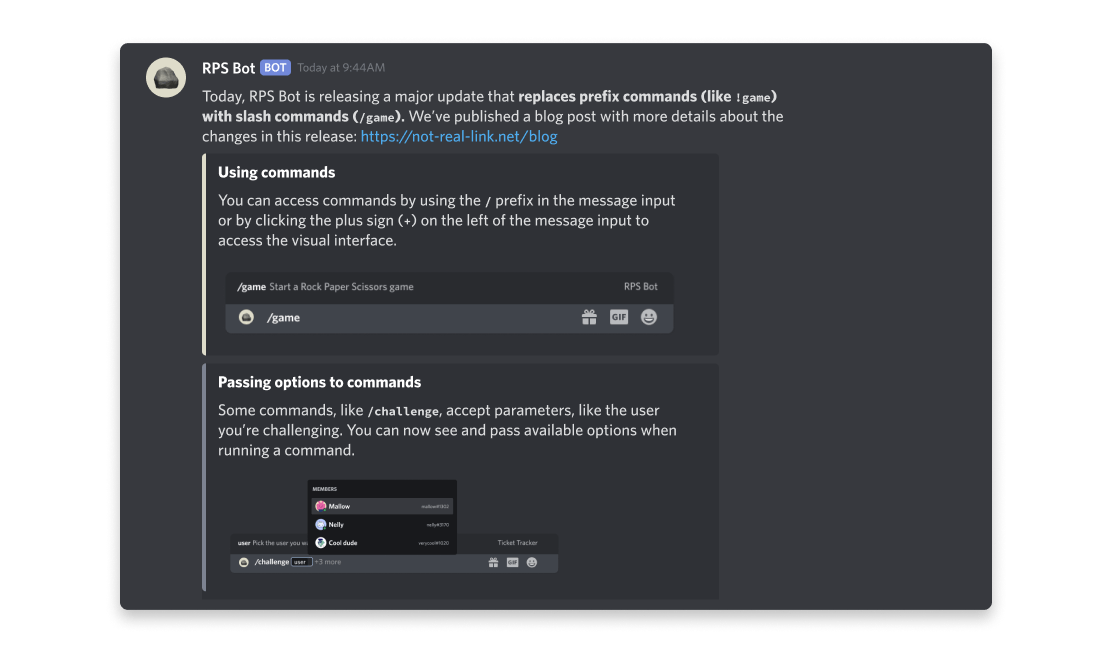 RPS Bot BOT Today at 9:44AM
Today, RPS Bot is releasing a major update that replaces prefix commands (like !game)
with slash commands (/game). We’ve published a blog post with more details about the
changes in this release: https://not-real-link.net/blog
Using commands
You can access commands by using the / prefix in the message input
or by clicking the plus sign (+) on the left of the message input to
access the visual interface.
/game Start a Rock Paper Scissors game RPS Bot
/game GIF
Passing options to commands
Some commands, like /challenge, accept parameters, like the user
you’re challenging. You can now see and pass available options when
running a command.
MEMBERS
Mallow
Nelly nelly#3170
Cool dude
user Pick the user you Ticket Tracker
/challenge user +3 more GIF